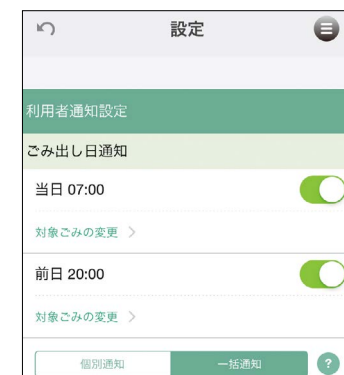 設定
利用者通知設定
ごみ出し日通知
当日 07:00
対象ごみの変更 >
前日 20:00
対象ごみの変更 >
個別通知 一括通知 ?